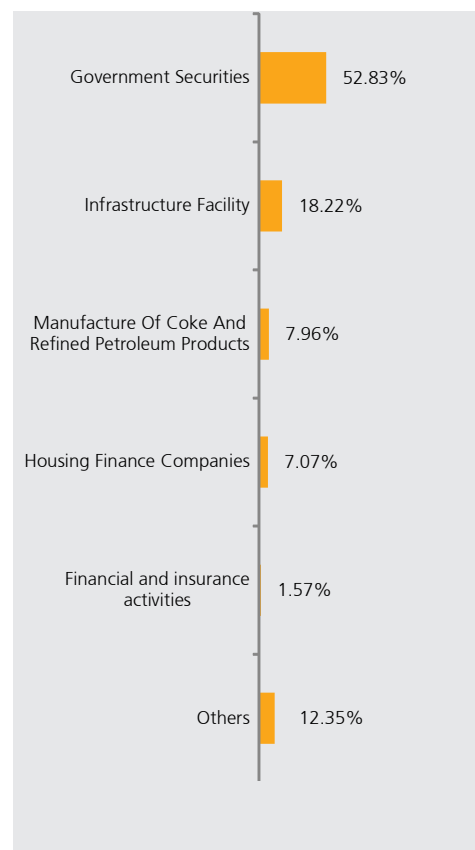 Government Securities 52.83%
Infrastructure Facility 18.22%
Manufacture Of Coke And
Refined Petroleum Products 7.96%
Housing Finance Companies 7.07%
Financial and insurance
activities 1.57%
Others 12.35%